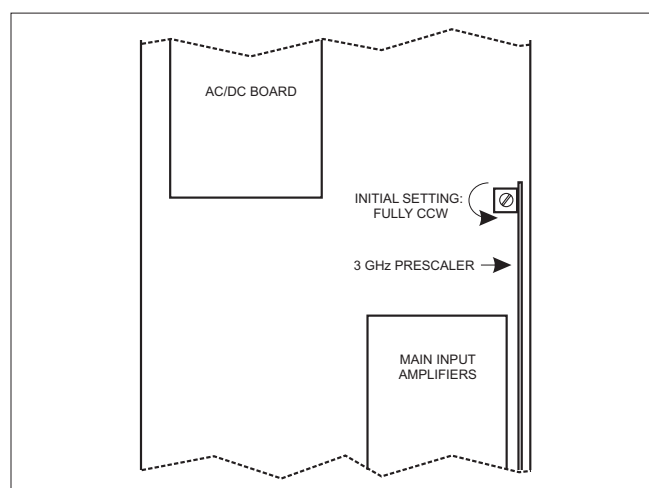 AC/DC BOARD
INITIAL SETTING:
FULLY CCW
3 GHz PRESCALER
MAIN INPUT
AMPLIFIERS